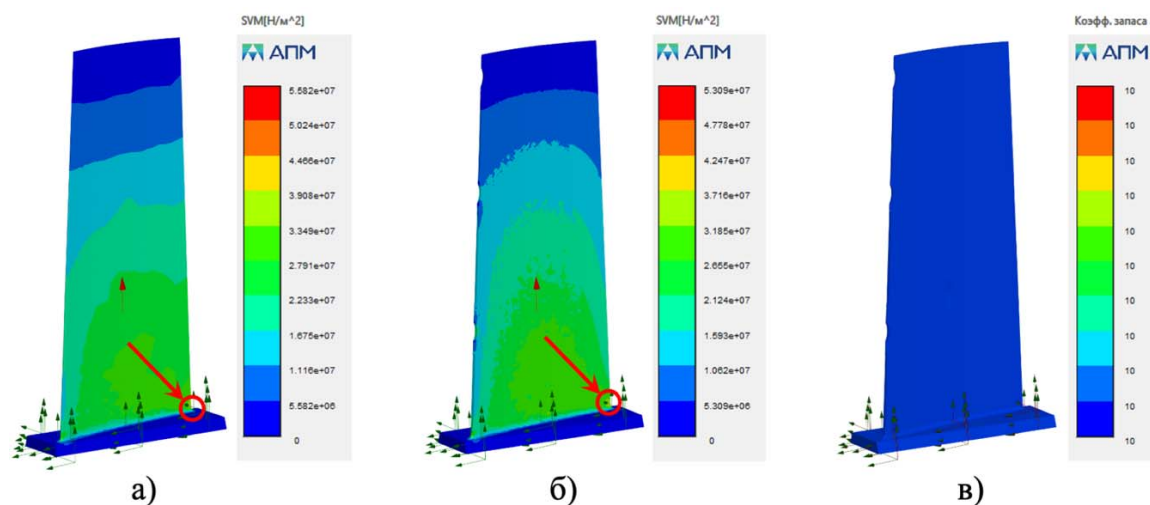 SVM[Н/м^2]
АПМ
5.582e+07
5.024e+07
4.466e+07
3.908e+07
3.349e+07
2.791e+07
2.233e+07
1.675e+07
1.116e+07
5.582e+06
0
а)
SVM[Н/м^2]
АПМ
5.309e+07
4.778e+07
4.247e+07
3.716e+07
3.185e+07
2.655e+07
2.124e+07
1.593e+07
1.062e+07
5.309e+06
0
б)
Коэфф. запаса
АПМ
10
10
10
10
10
10
10
10
10
10
10
в)